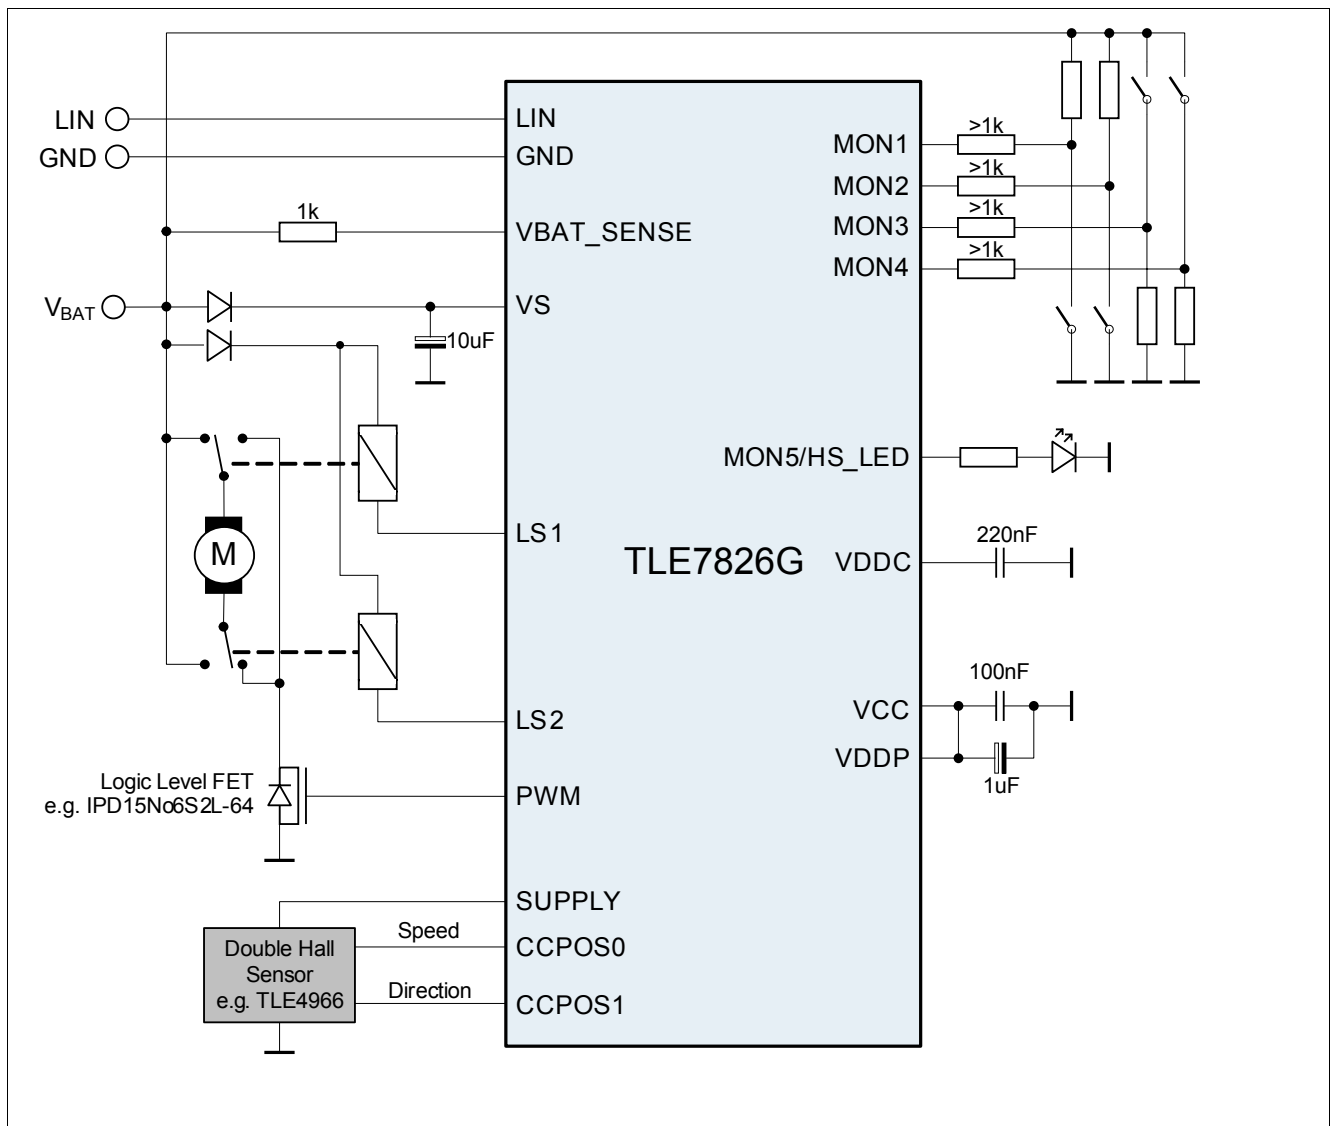 LIN
GND
1k
V_BAT
10uF
M
Logic Level FET
e.g. IPD15No6S2L-64
Double Hall
Sensor
e.g. TLE4966
Speed
Direction
LIN
GND
VBAT_SENSE
VS
LS1
LS2
PWM
SUPPLY
CCPOS0
CCPOS1
TLE7826G
MON1
MON2
MON3
MON4
MON5/HS_LED
VDDC
VCC
VDDP
>1k
>1k
>1k
>1k
220nF
100nF
1uF